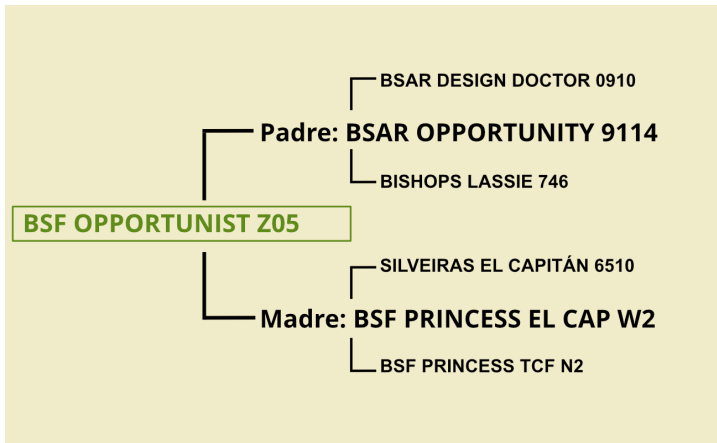 BSAR DESIGN DOCTOR 0910
Padre: BSAR OPPORTUNITY 9114
BISHOPS LASSIE 746
BSF OPPORTUNIST Z05
SILVEIRAS EL CAPITÁN 6510
Madre: BSF PRINCESS EL CAP W2
BSF PRINCESS TCF N2